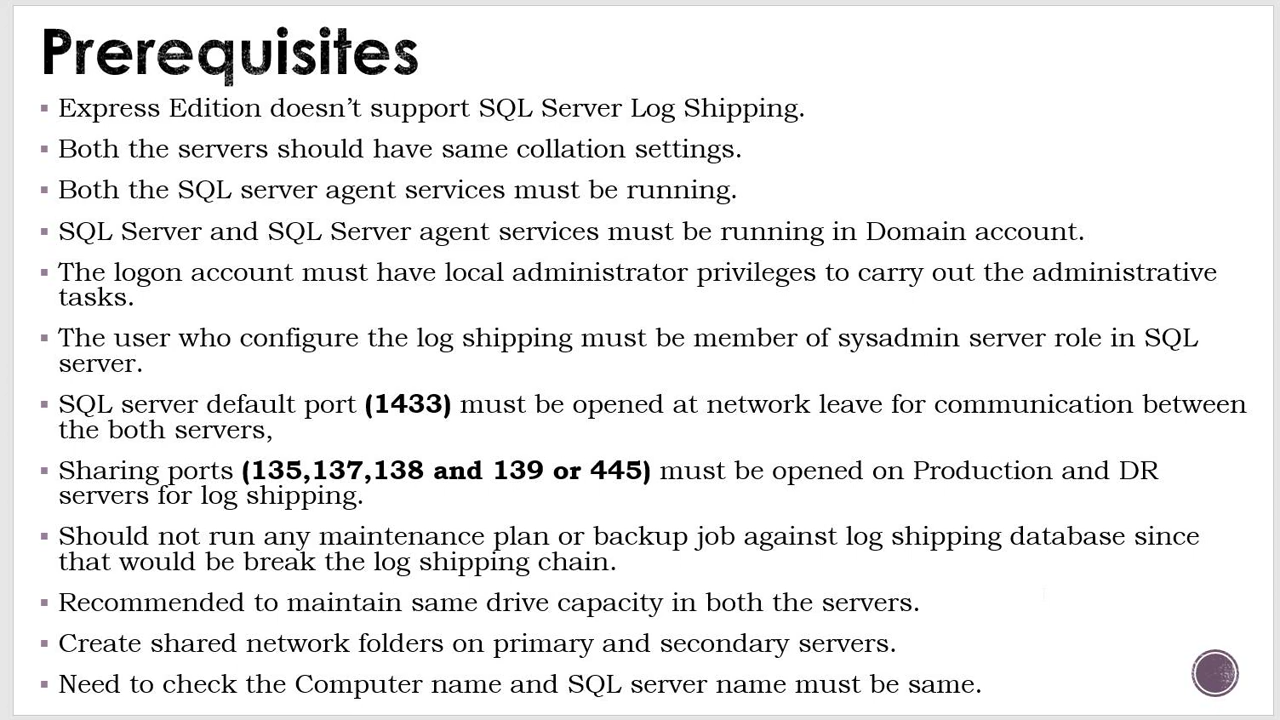 Prerequisites
▪ Express Edition doesn’t support SQL Server Log Shipping.
▪ Both the servers should have same collation settings.
▪ Both the SQL server agent services must be running.
▪ SQL Server and SQL Server agent services must be running in Domain account.
▪ The logon account must have local administrator privileges to carry out the administrative
tasks.
▪ The user who configure the log shipping must be member of sysadmin server role in SQL
server.
▪ SQL server default port (1433) must be opened at network leave for communication between
the both servers,
▪ Sharing ports (135,137,138 and 139 or 445) must be opened on Production and DR
servers for log shipping.
▪ Should not run any maintenance plan or backup job against log shipping database since
that would be break the log shipping chain.
▪ Recommended to maintain same drive capacity in both the servers.
▪ Create shared network folders on primary and secondary servers.
▪ Need to check the Computer name and SQL server name must be same.